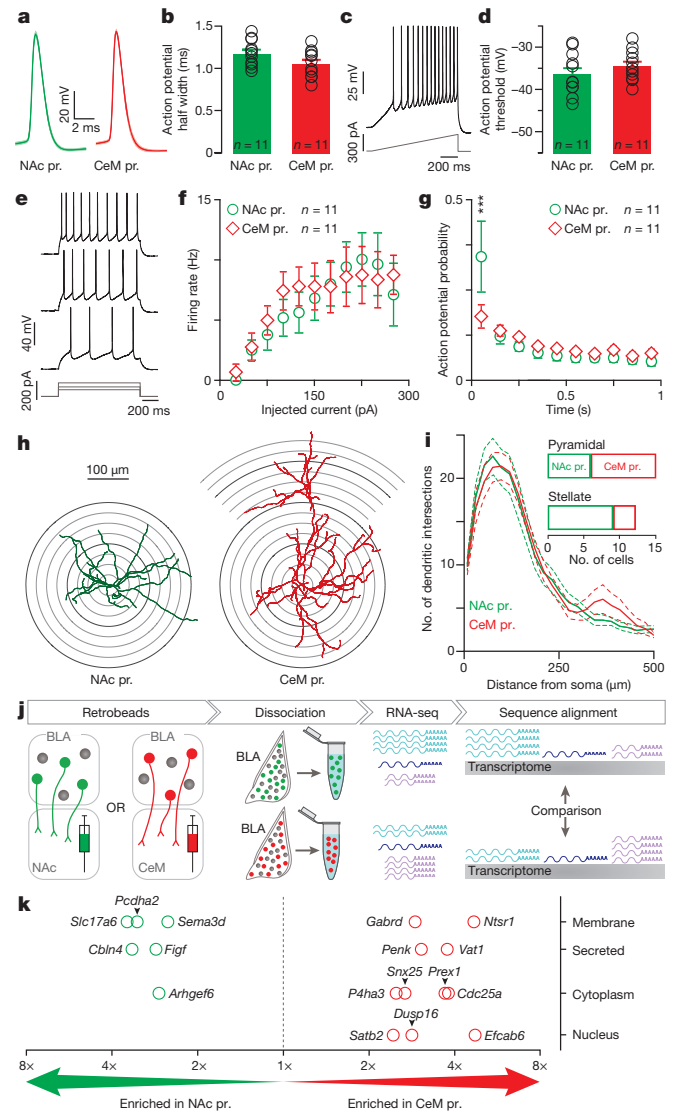 a
20 mV
2 ms
NAc pr.
CeM pr.
b
Action potential
half width (ms)
1.5
1.0
0.5
0
n = 11
n = 11
NAc pr.
CeM pr.
c
25 mV
300 pA
200 ms
d
Action potential
threshold (mV)
−30
−40
−50
n = 11
n = 11
NAc pr.
CeM pr.
e
40 mV
200 pA
200 ms
f
NAc pr. n = 11
CeM pr. n = 11
Firing rate (Hz)
15
0
0 150 300
Injected current (pA)
g
***
NAc pr. n = 11
CeM pr. n = 11
Action potential probability
0.5
0
0 0.5 1
Time (s)
h
100 µm
NAc pr.
CeM pr.
i
No. of dendritic intersections
20
10
0
0 250 500
Distance from soma (µm)
NAc pr.
CeM pr.
Pyramidal
NAc pr. CeM pr.
Stellate
0 5 10 15
No. of cells
j
Retrobeads
Dissociation
RNA-seq
Sequence alignment
BLA
NAc
OR
BLA
CeM
BLA
BLA
AAAAA
Transcriptome
Comparison
Transcriptome
k
Pcdha2
Slc17a6
Sema3d
Cbln4
Figf
Arhgef6
Gabrd
Ntsr1
Membrane
Penk
Vat1
Secreted
Snx25
Prex1
P4ha3
Cdc25a
Cytoplasm
Dusp16
Satb2
Efcab6
Nucleus
8× 4× 2× 1× 2× 4× 8×
Enriched in NAc pr.
Enriched in CeM pr.